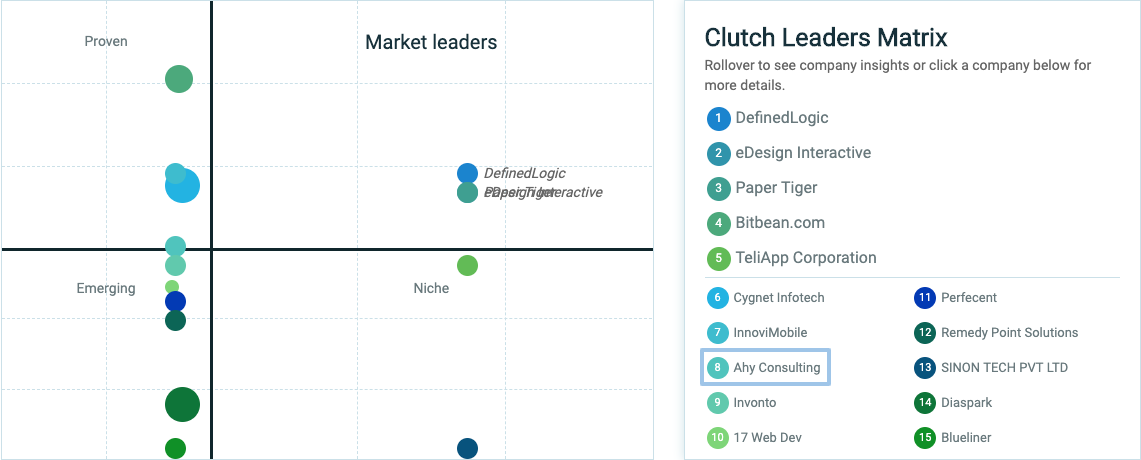 Proven
Market leaders
DefinedLogic
eDesign Interactive
Paper Tiger
Emerging
Niche
Clutch Leaders Matrix
Rollover to see company insights or click a company below for
more details.
1 DefinedLogic
2 eDesign Interactive
3 Paper Tiger
4 Bitbean.com
5 TeliApp Corporation
6 Cygnet Infotech
7 InnoviMobile
8 Ahy Consulting
9 Invonto
10 17 Web Dev
11 Perfecent
12 Remedy Point Solutions
13 SINON TECH PVT LTD
14 Diaspark
15 Blueliner